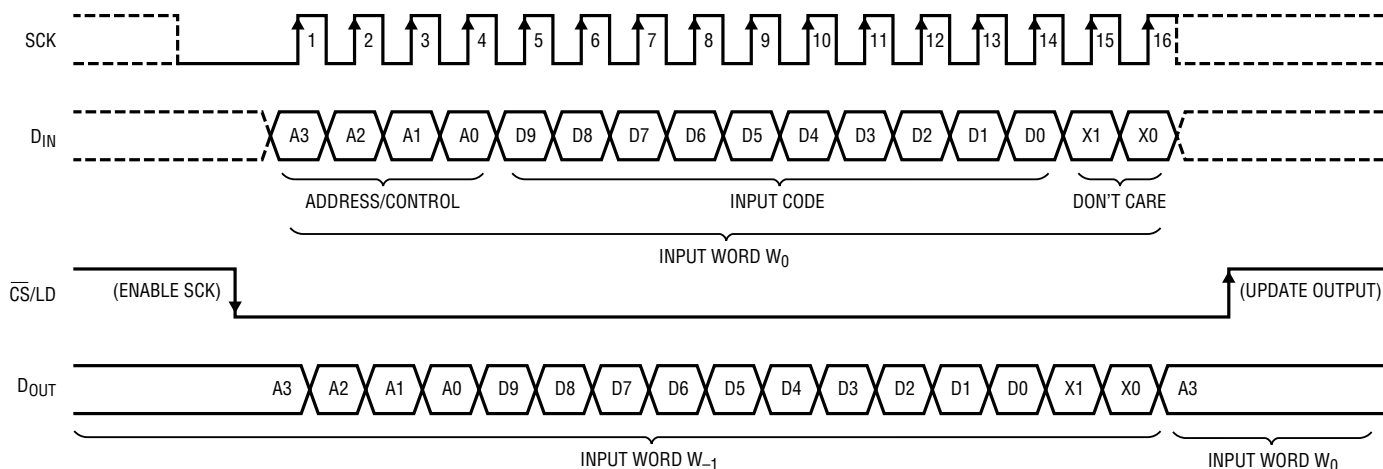 SCK 1 2 3 4 5 6 7 8 9 10 11 12 13 14 15 16
DIN A3 A2 A1 A0 D9 D8 D7 D6 D5 D4 D3 D2 D1 D0 X1 X0
ADDRESS/CONTROL INPUT CODE DON'T CARE
INPUT WORD W0
CS/LD (ENABLE SCK) (UPDATE OUTPUT)
DOUT A3 A2 A1 A0 D9 D8 D7 D6 D5 D4 D3 D2 D1 D0 X1 X0 A3
INPUT WORD W–1 INPUT WORD W0